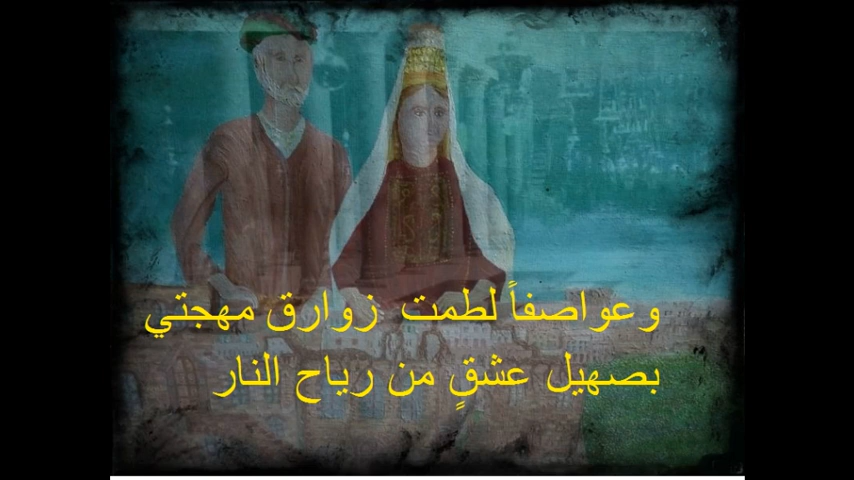 وعواصفاً لطمت زوارق مهجتي
بصهيل عشقٍ من رياح النار